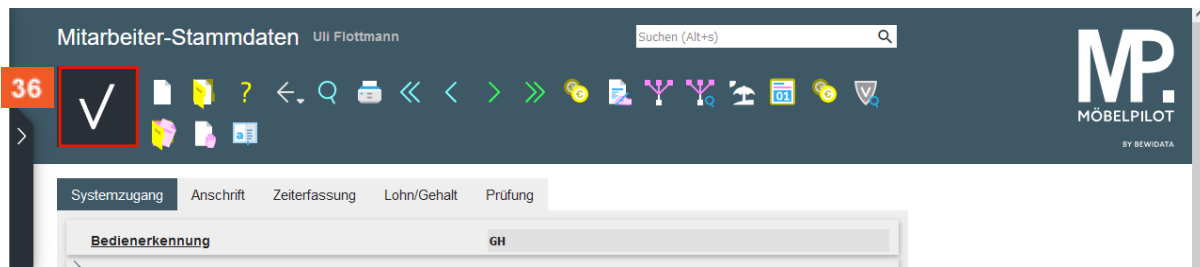 Mitarbeiter-Stammdaten Uli Flottmann
Suchen (Alt+s)
36
?
01
MP.
MÖBELPILOT
BY BEWIDATA
Systemzugang Anschrift Zeiterfassung Lohn/Gehalt Prüfung
Bedienerkennung GH